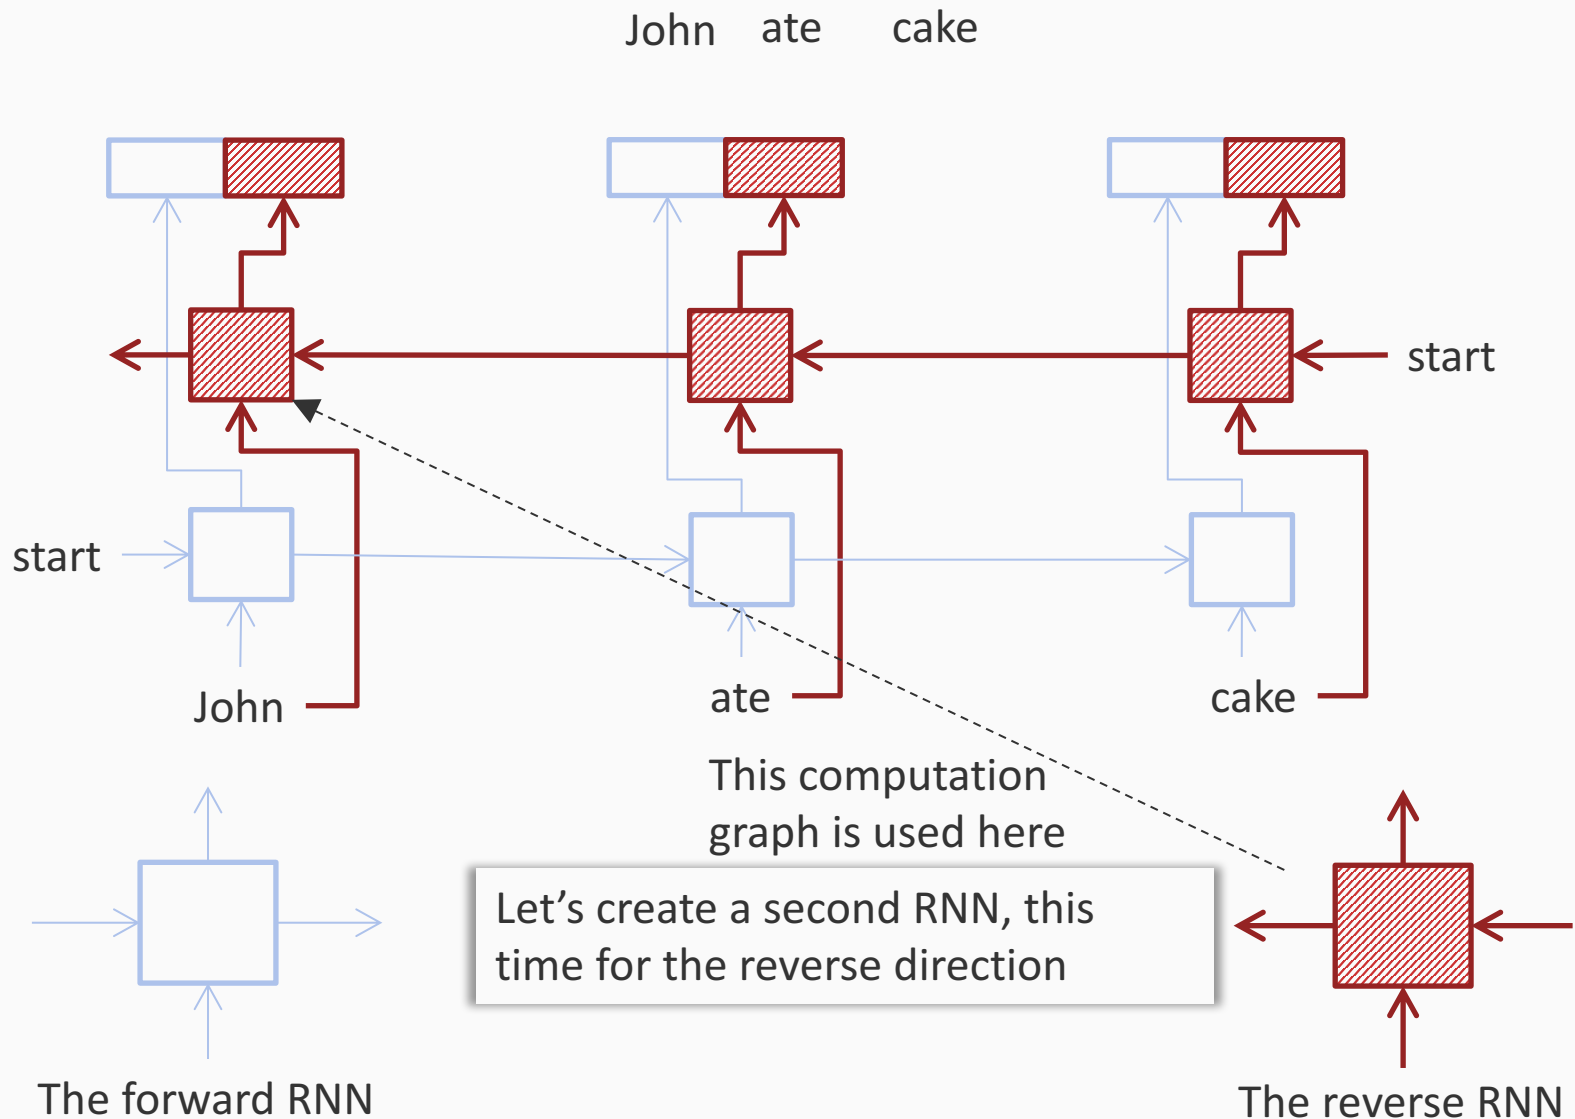 John ate cake
start
start
John
ate
cake
This computation
graph is used here
Let’s create a second RNN, this
time for the reverse direction
The forward RNN
The reverse RNN